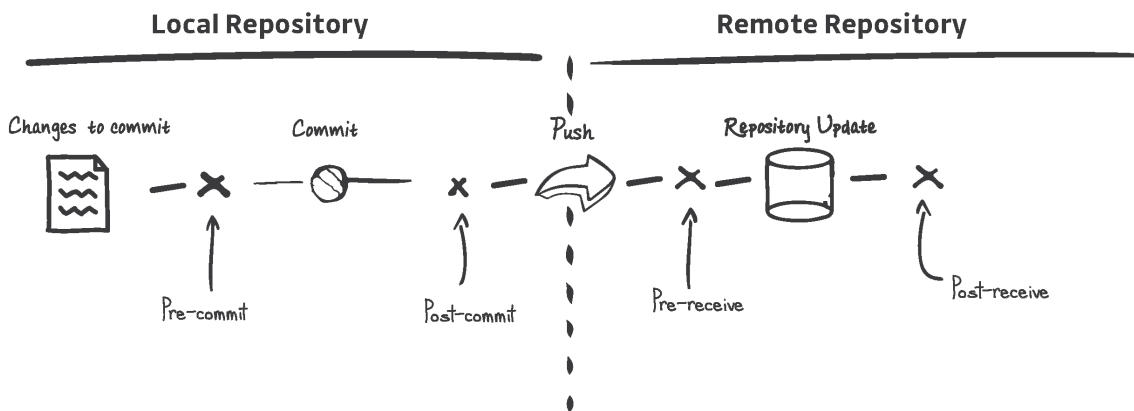 Local Repository
Remote Repository
Changes to commit
Commit
Push
Repository Update
Pre-commit
Post-commit
Pre-receive
Post-receive